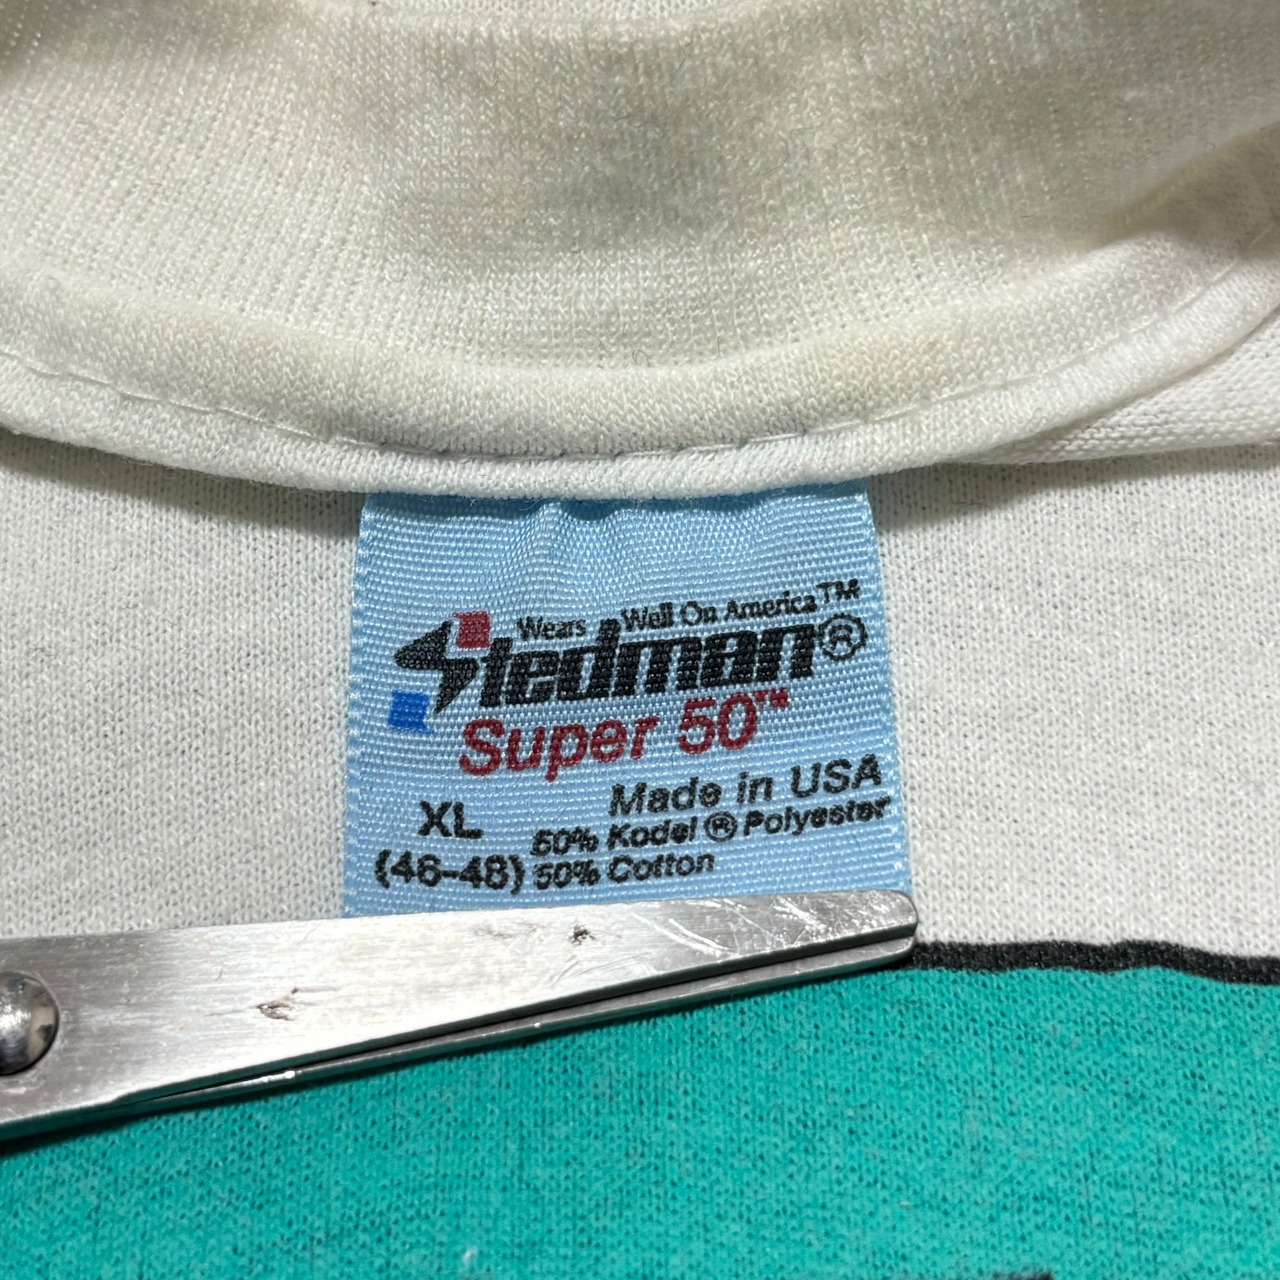 Wears Well On America™
Stedman®
Super 50™
Made in USA
XL 50% Kodel® Polyester
(46-48) 50% Cotton